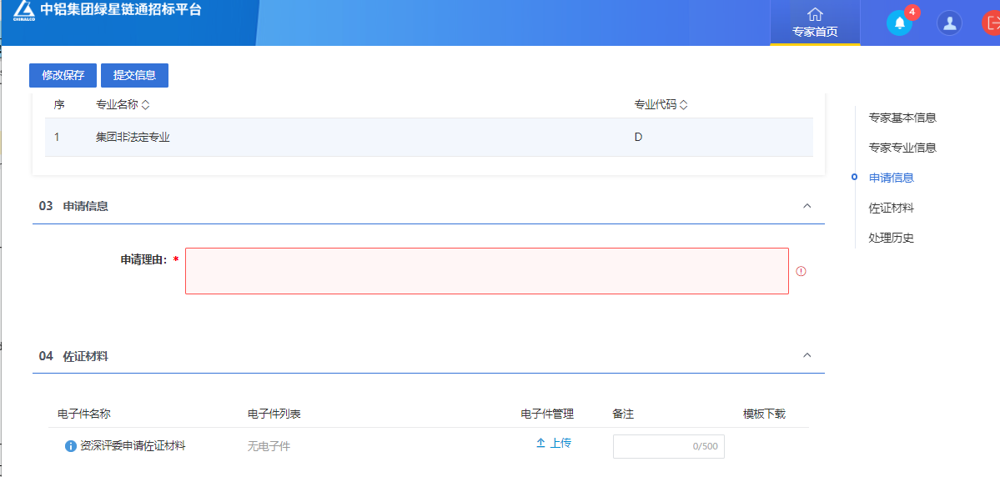 中铝集团绿星链通招标平台
CHINALCO
专家首页
4
修改保存 提交信息
序 专业名称 专业代码
1 集团非法定专业 D
专家基本信息
专家专业信息
申请信息
佐证材料
处理历史
03 申请信息
申请理由： *
04 佐证材料
电子件名称 电子件列表 电子件管理 备注 模板下载
资深评委申请佐证材料 无电子件 上传 0/500